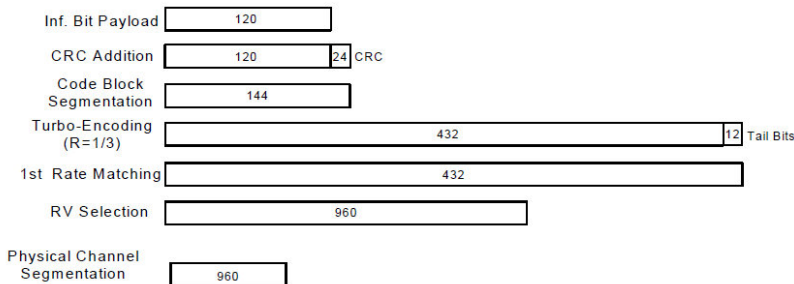 Inf. Bit Payload 120
CRC Addition 120 24 CRC
Code Block
Segmentation 144
Turbo-Encoding
(R=1/3) 432 12 Tail Bits
1st Rate Matching 432
RV Selection 960
Physical Channel
Segmentation 960